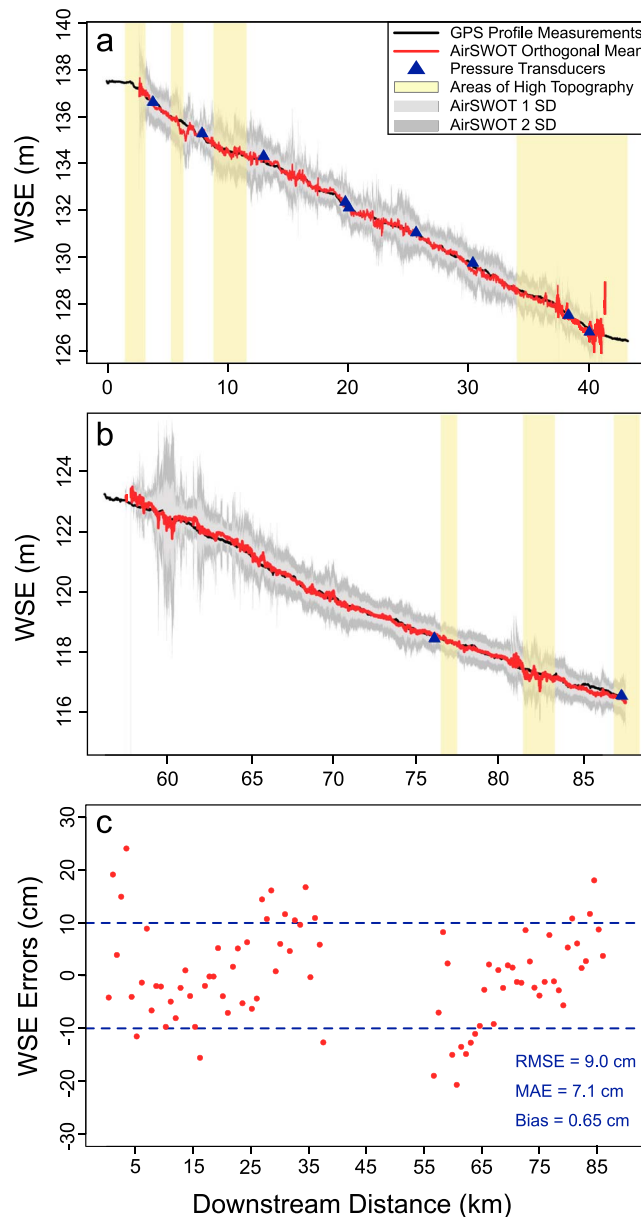 a
GPS Profile Measurements
AirSWOT Orthogonal Mean
Pressure Transducers
Areas of High Topography
AirSWOT 1 SD
AirSWOT 2 SD
WSE (m)
138
136
134
132
130
128
126
0 10 20 30 40
b
WSE (m)
124
122
120
118
116
60 65 70 75 80 85
c
WSE Errors (cm)
30
20
10
0
-10
-20
-30
RMSE = 9.0 cm
MAE = 7.1 cm
Bias = 0.65 cm
5 15 25 35 45 55 65 75 85
Downstream Distance (km)